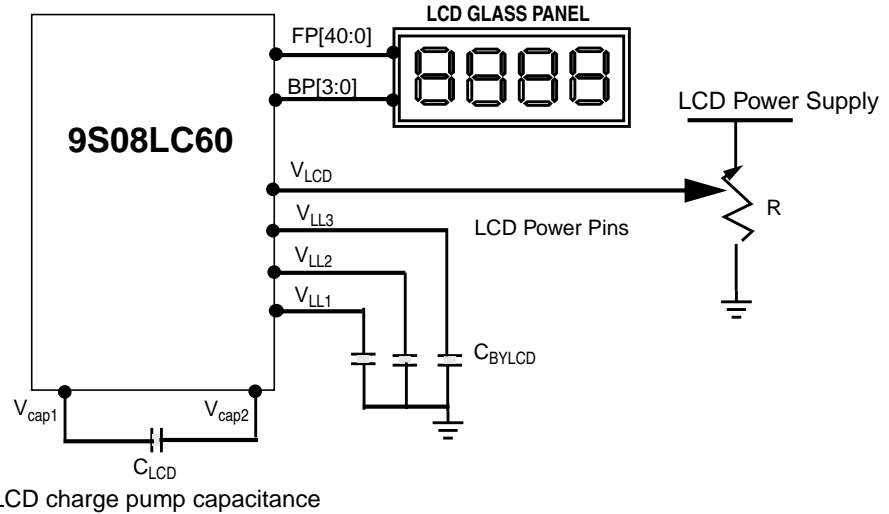 LCD GLASS PANEL
FP[40:0]
BP[3:0]
8888
LCD Power Supply
9S08LC60
VLCD
R
VLL3
LCD Power Pins
VLL2
VLL1
CBYLCD
Vcap1
Vcap2
CLCD
LCD charge pump capacitance